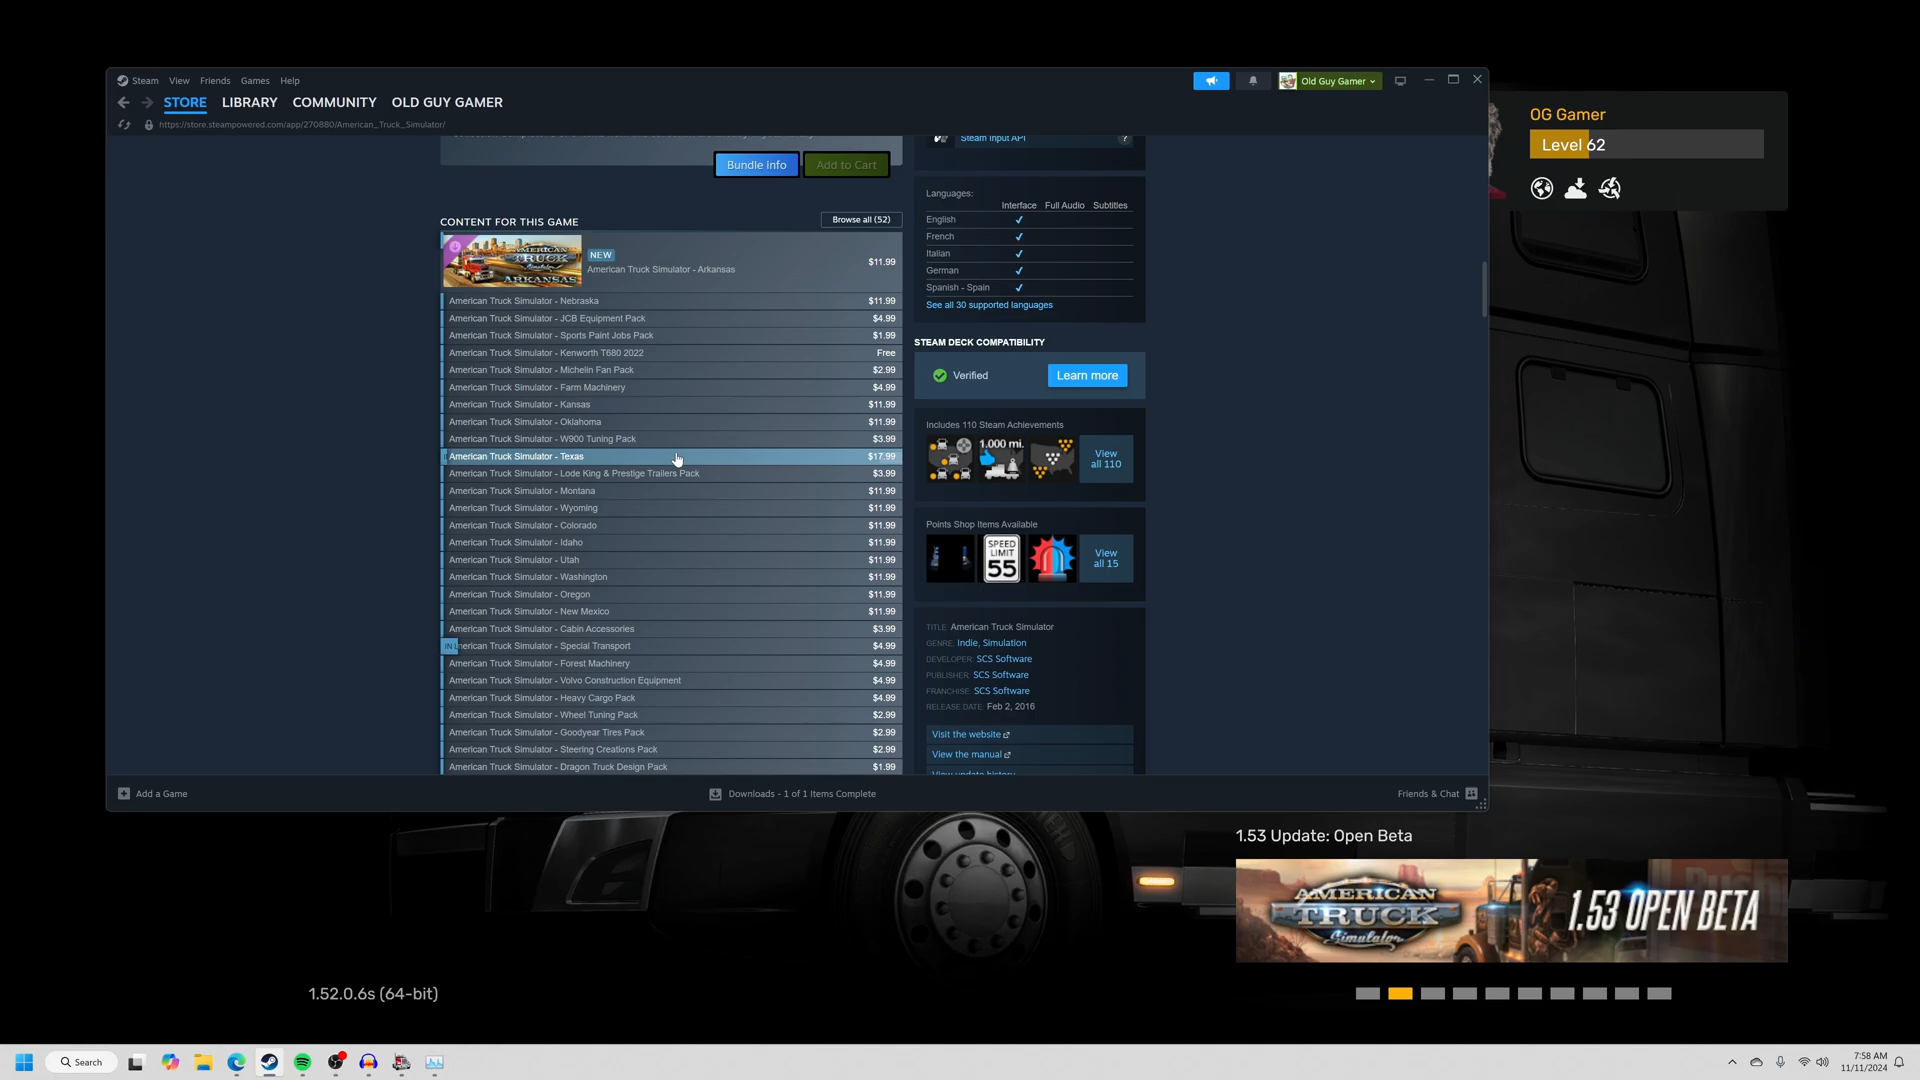 Steam View Friends Games Help
Old Guy Gamer
STORE LIBRARY COMMUNITY OLD GUY GAMER
https://store.steampowered.com/app/270880/American_Truck_Simulator/
Bundle info Add to Cart
CONTENT FOR THIS GAME Browse all (52)
AMERICAN TRUCK Simulator ARKANSAS
NEW
American Truck Simulator - Arkansas $11.99
American Truck Simulator - Nebraska $11.99
American Truck Simulator - JCB Equipment Pack $4.99
American Truck Simulator - Sports Paint Jobs Pack $1.99
American Truck Simulator - Kenworth T680 2022 Free
American Truck Simulator - Michelin Fan Pack $2.99
American Truck Simulator - Farm Machinery $4.99
American Truck Simulator - Kansas $11.99
American Truck Simulator - Oklahoma $11.99
American Truck Simulator - W900 Tuning Pack $3.99
American Truck Simulator - Texas $17.99
American Truck Simulator - Lode King & Prestige Trailers Pack $3.99
American Truck Simulator - Montana $11.99
American Truck Simulator - Wyoming $11.99
American Truck Simulator - Colorado $11.99
American Truck Simulator - Idaho $11.99
American Truck Simulator - Utah $11.99
American Truck Simulator - Washington $11.99
American Truck Simulator - Oregon $11.99
American Truck Simulator - New Mexico $11.99
American Truck Simulator - Cabin Accessories $3.99
IN merican Truck Simulator - Special Transport $4.99
American Truck Simulator - Forest Machinery $4.99
American Truck Simulator - Volvo Construction Equipment $4.99
American Truck Simulator - Heavy Cargo Pack $4.99
American Truck Simulator - Wheel Tuning Pack $2.99
American Truck Simulator - Goodyear Tires Pack $2.99
American Truck Simulator - Steering Creations Pack $2.99
American Truck Simulator - Dragon Truck Design Pack $1.99
Steam Input API ?
Languages:
Interface Full Audio Subtitles
English ✔
French ✔
Italian ✔
German ✔
Spanish - Spain ✔
See all 30 supported languages
STEAM DECK COMPATIBILITY
Verified Learn more
Includes 110 Steam Achievements
1,000 mi.
View all 110
Points Shop Items Available
SPEED LIMIT 55
View all 15
TITLE: American Truck Simulator
GENRE: Indie, Simulation
DEVELOPER: SCS Software
PUBLISHER: SCS Software
FRANCHISE: SCS Software
RELEASE DATE: Feb 2, 2016
Visit the website
View the manual
View update history
Add a Game
Downloads - 1 of 1 Items Complete
Friends & Chat
OG Gamer
Level 62
1.53 Update: Open Beta
AMERICAN TRUCK Simulator 1.53 OPEN BETA
1.52.0.6s (64-bit)
Search
7:58 AM
11/11/2024